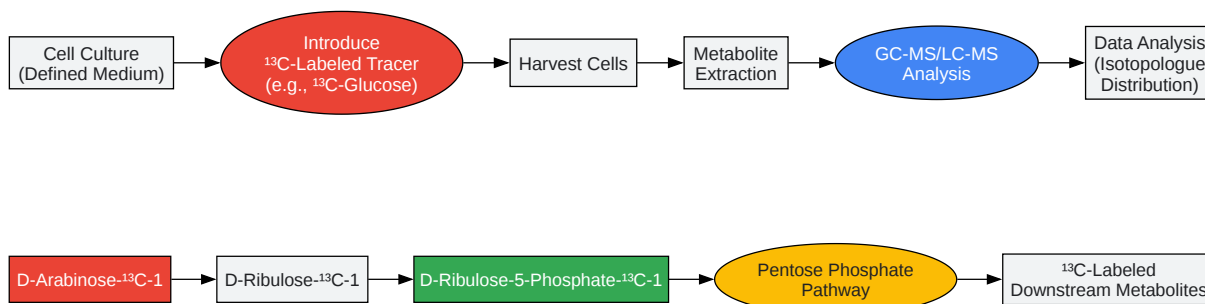 Cell Culture
(Defined Medium)
Introduce
¹³C-Labeled Tracer
(e.g., ¹³C-Glucose)
Harvest Cells
Metabolite
Extraction
GC-MS/LC-MS
Analysis
Data Analysis
(Isotopologue
Distribution)
D-Arabinose-¹³C-1
D-Ribulose-¹³C-1
D-Ribulose-5-Phosphate-¹³C-1
Pentose Phosphate
Pathway
¹³C-Labeled
Downstream Metabolites